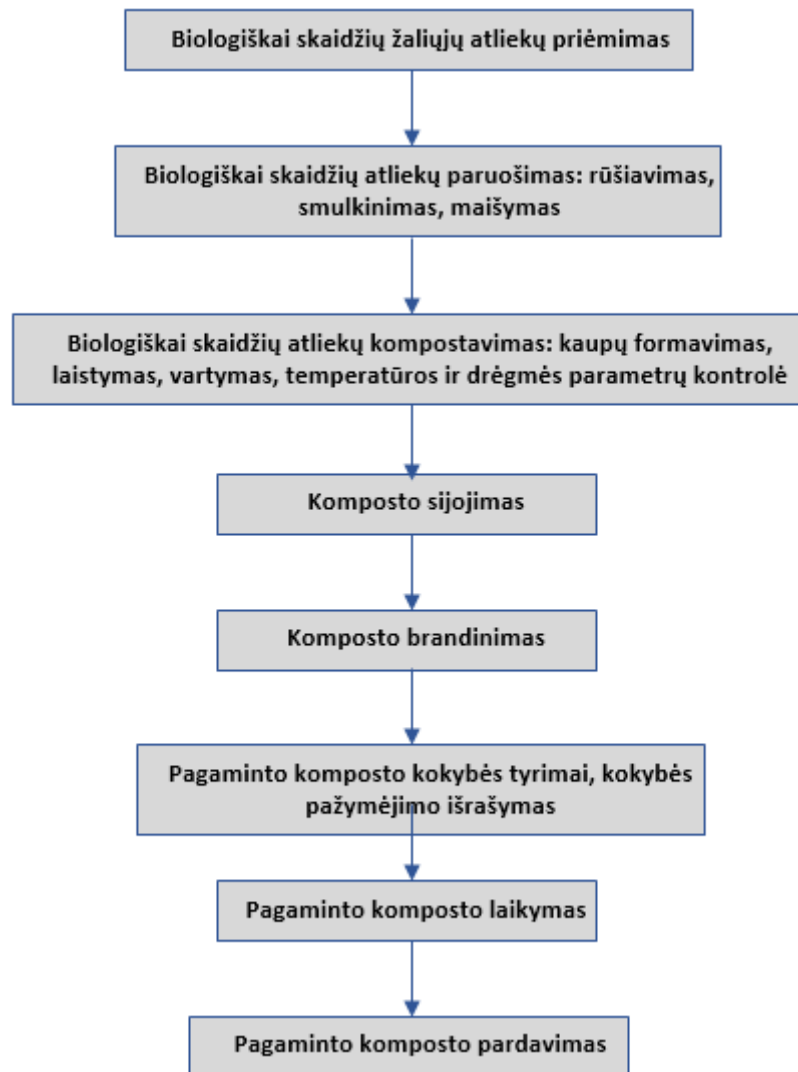 Biologiškai skaidžių žaliųjų atliekų priėmimas
Biologiškai skaidžių atliekų paruošimas: rūšiavimas,
smulkinimas, maišymas
Biologiškai skaidžių atliekų kompostavimas: kaupų formavimas,
laistymas, vartymas, temperatūros ir drėgmės parametrų kontrolė
Komposto sijojimas
Komposto brandinimas
Pagaminto komposto kokybės tyrimai, kokybės
pažymėjimo išrašymas
Pagaminto komposto laikymas
Pagaminto komposto pardavimas